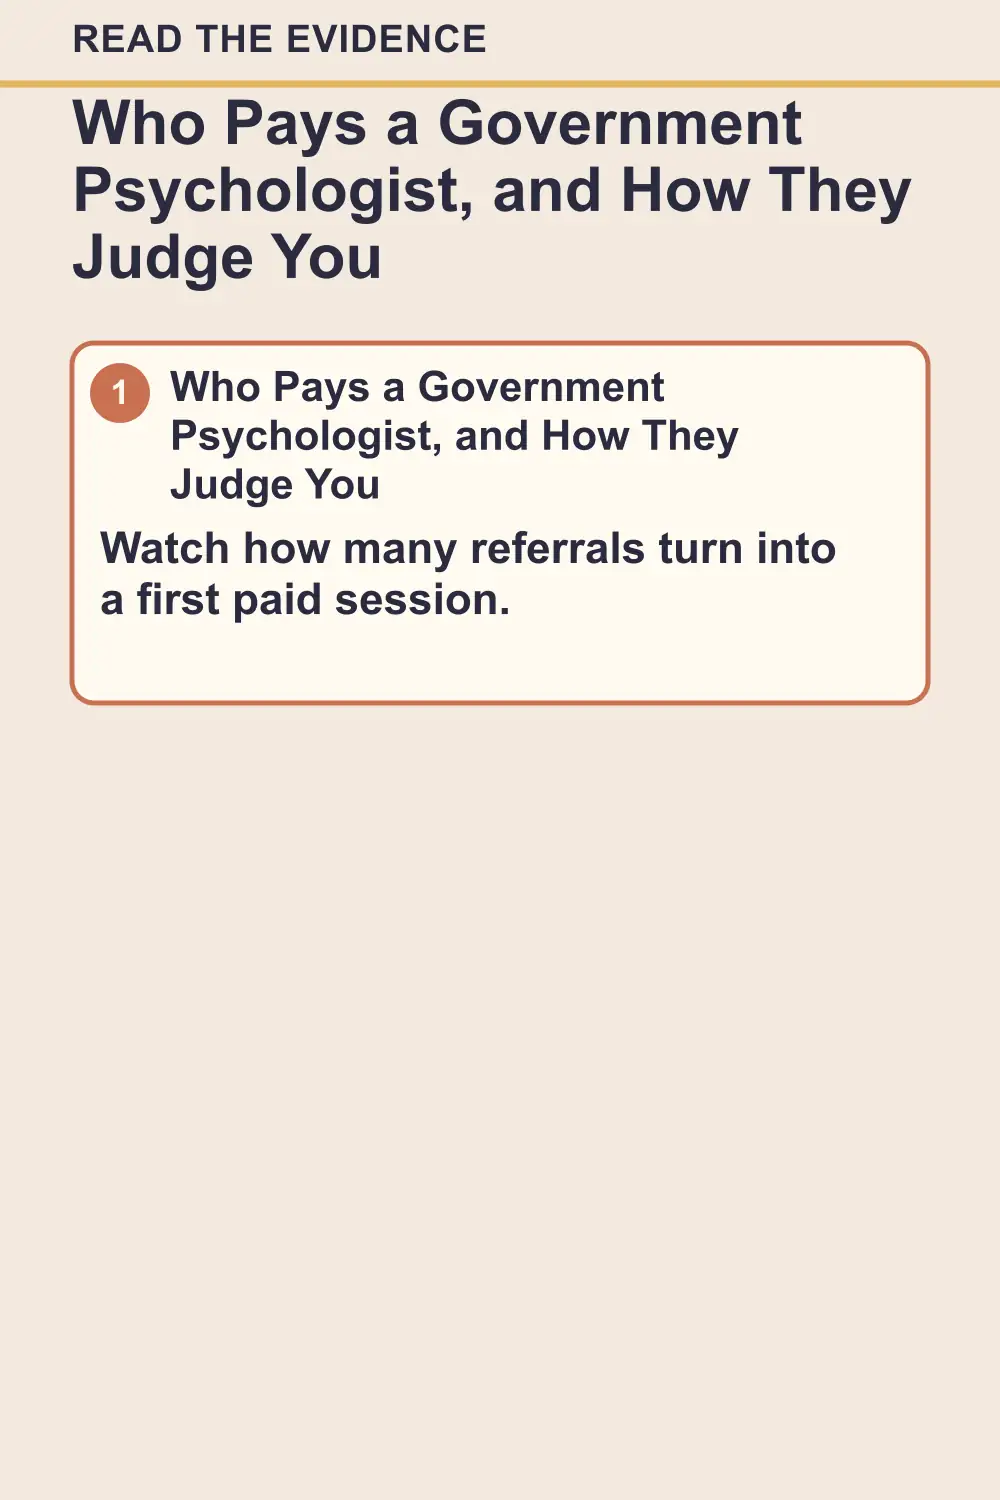 READ THE EVIDENCE
Who Pays a Government
Psychologist, and How They
Judge You
1
Who Pays a Government
Psychologist, and How They
Judge You
Watch how many referrals turn into
a first paid session.